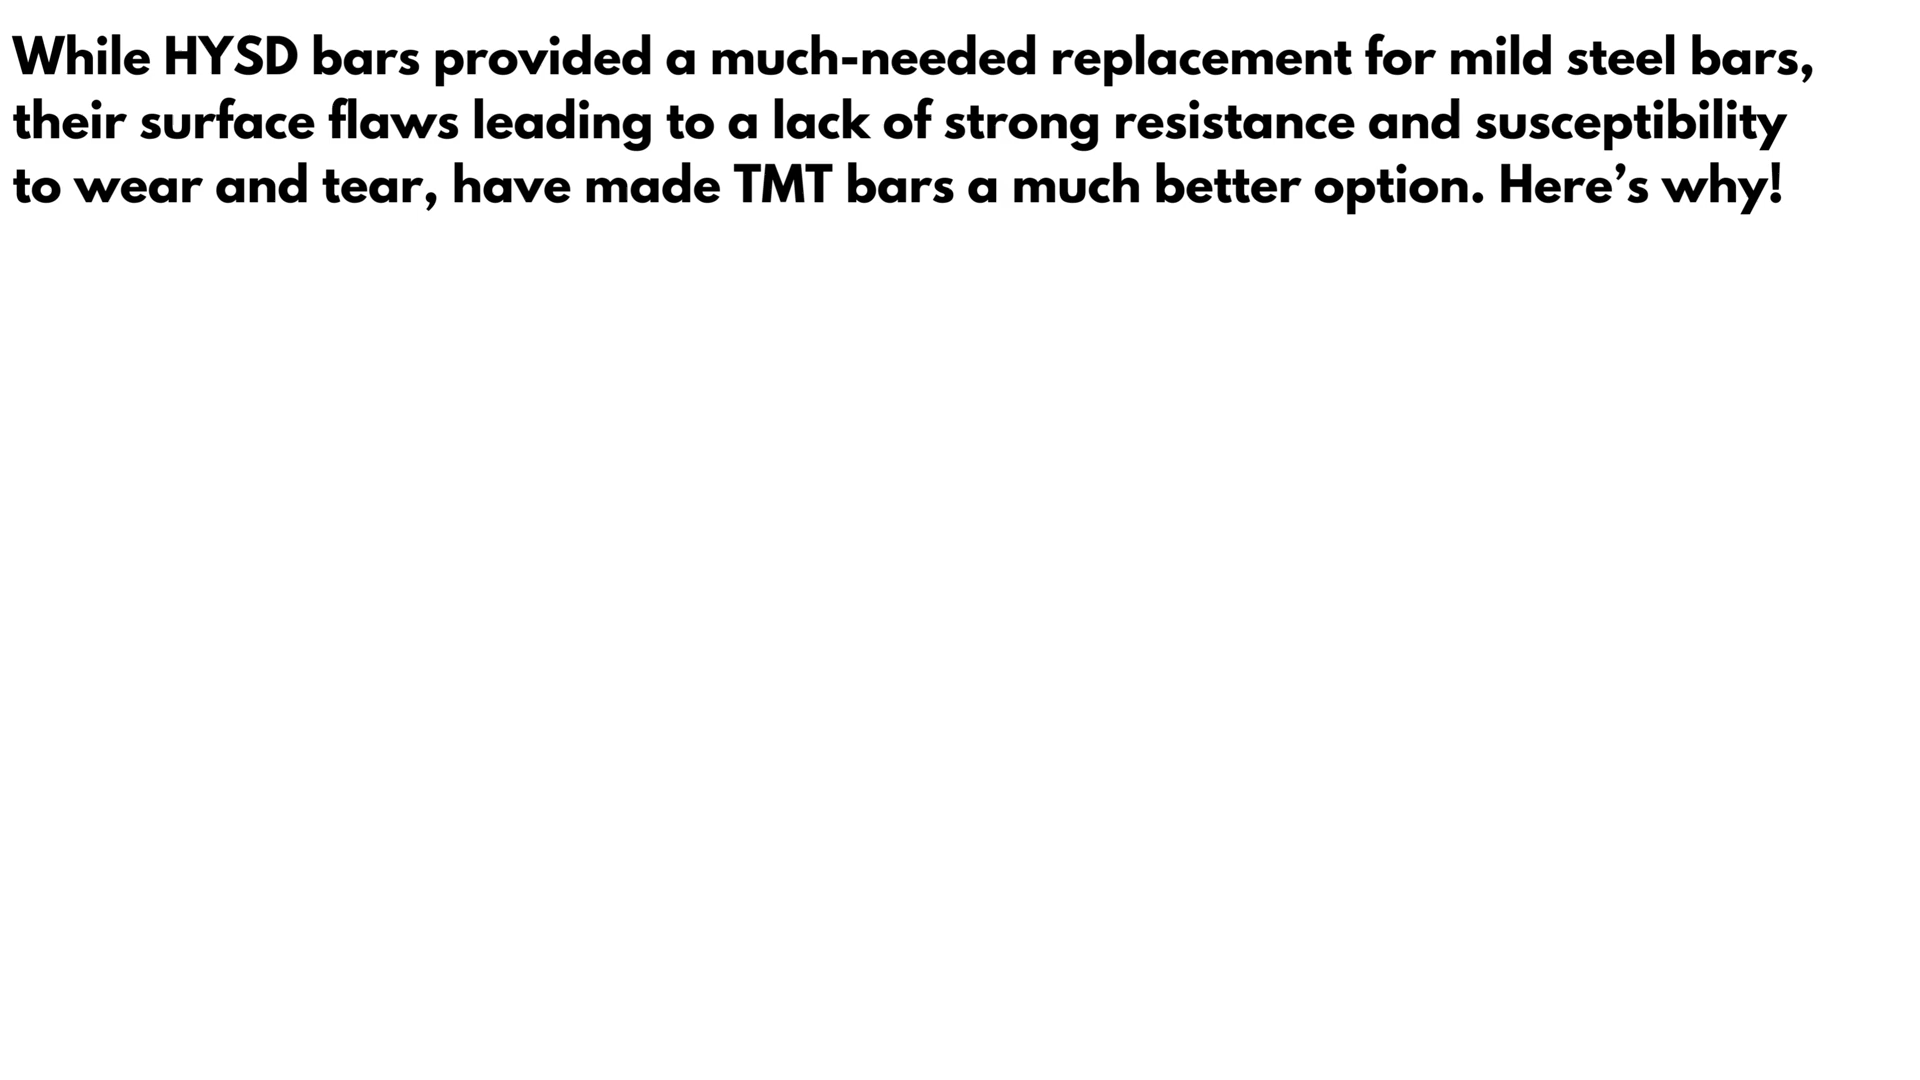 While HYSD bars provided a much-needed replacement for mild steel bars,
their surface flaws leading to a lack of strong resistance and susceptibility
to wear and tear, have made TMT bars a much better option. Here’s why!